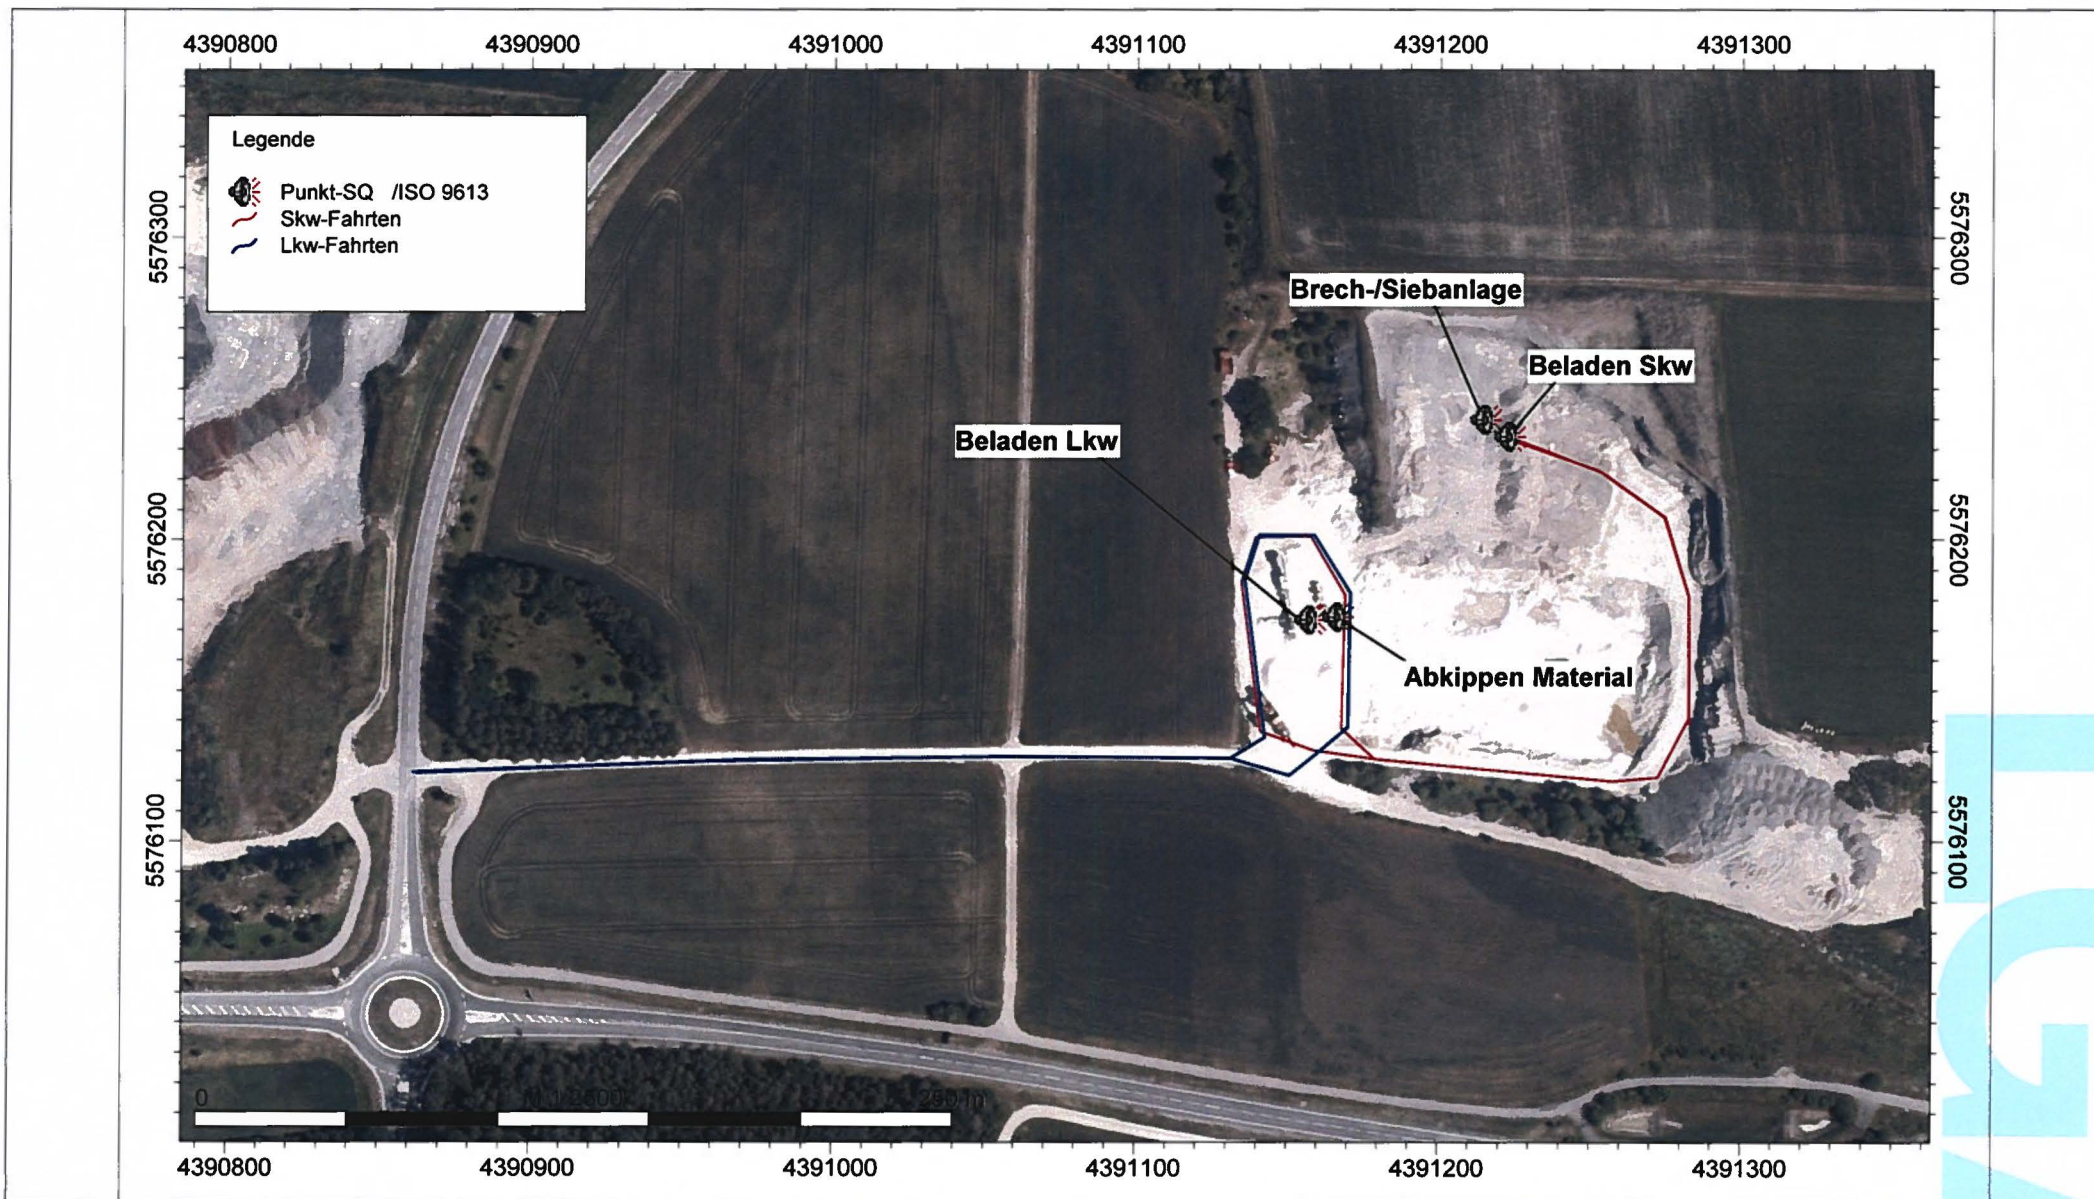 4390800 4390900 4391000 4391100 4391200 4391300
Legende
Punkt-SQ /ISO 9613
Skw-Fahrten
Lkw-Fahrten
5576300
5576300
Brech-/Siebanlage
Beladen Skw
Beladen Lkw
5576200
5576200
Abkippen Material
5576100
5576100
0
4390800 4390900 4391000 4391100 4391200 4391300